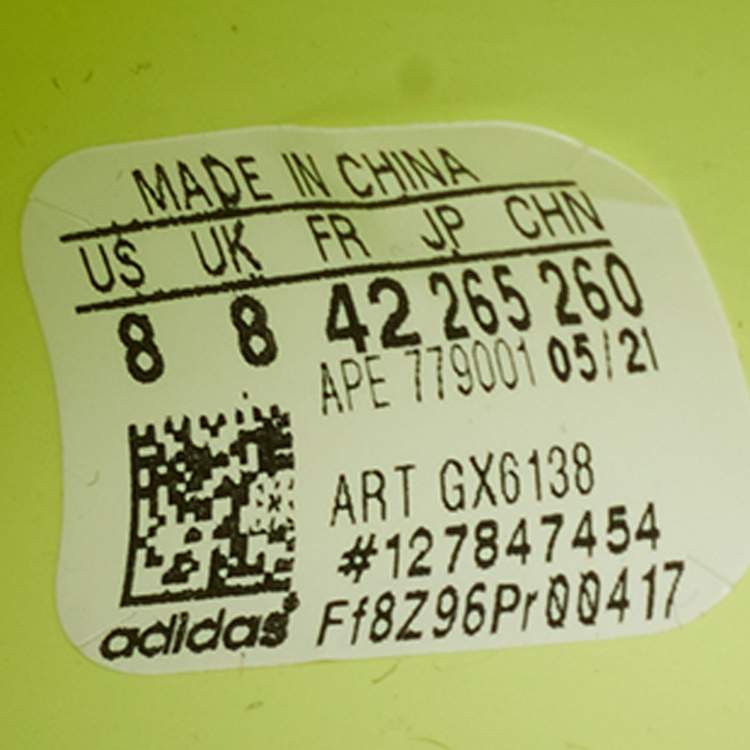 MADE IN CHINA
US UK FR JP CHN
8 8 42 265 260
APE 779001 05/21
ART GX6138
#127847454
adidas® Ff8Z96Pr00417